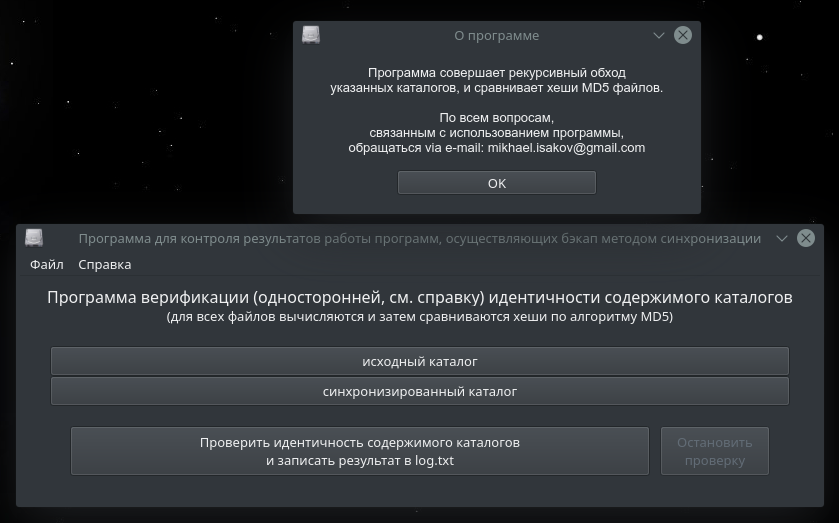 О программе
Программа совершает рекурсивный обход
указанных каталогов, и сравнивает хеши MD5 файлов.
По всем вопросам,
связанным с использованием программы,
обращаться via e-mail: mikhael.isakov@gmail.com
OK
Программа для контроля результатов работы программ, осуществляющих бэкап методом синхронизации
Файл Справка
Программа верификации (односторонней, см. справку) идентичности содержимого каталогов
(для всех файлов вычисляются и затем сравниваются хеши по алгоритму MD5)
исходный каталог
синхронизированный каталог
Проверить идентичность содержимого каталогов
и записать результат в log.txt
Остановить
проверку